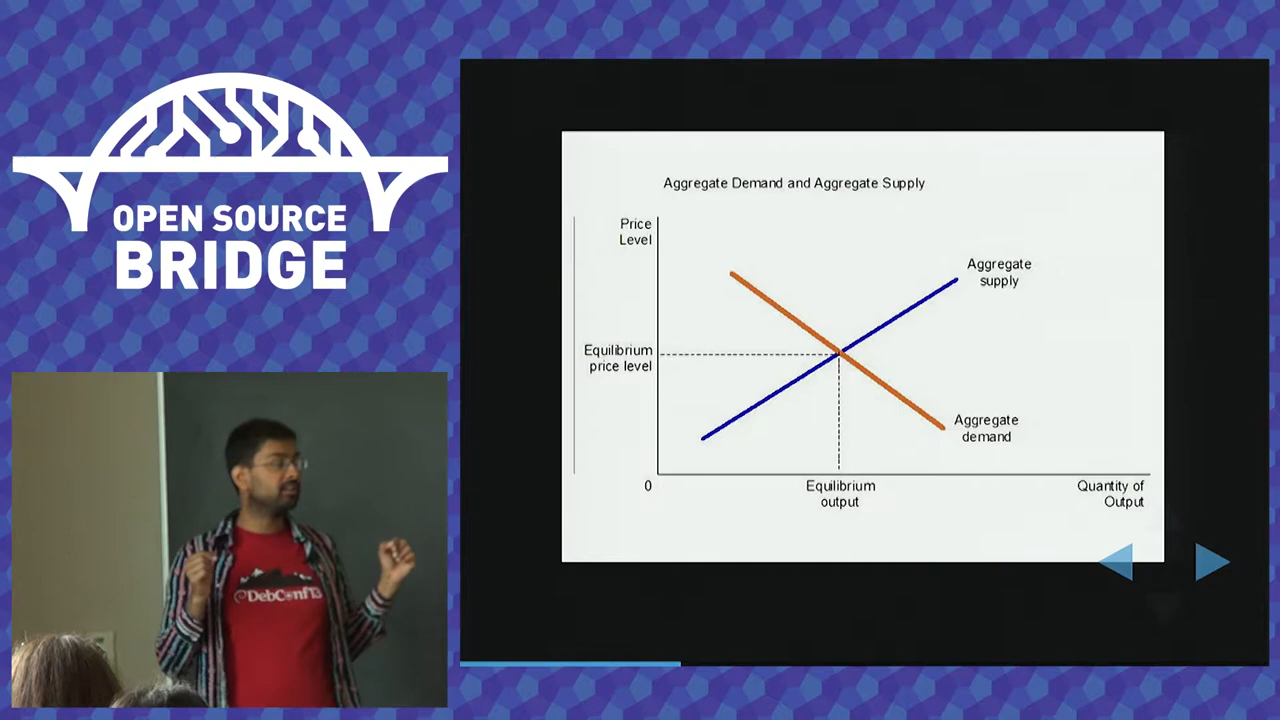 OPEN SOURCE
BRIDGE
Aggregate Demand and Aggregate Supply
Price
Level
Aggregate
supply
Equilibrium
price level
Aggregate
demand
0
Equilibrium
output
Quantity of
Output
DebConf13